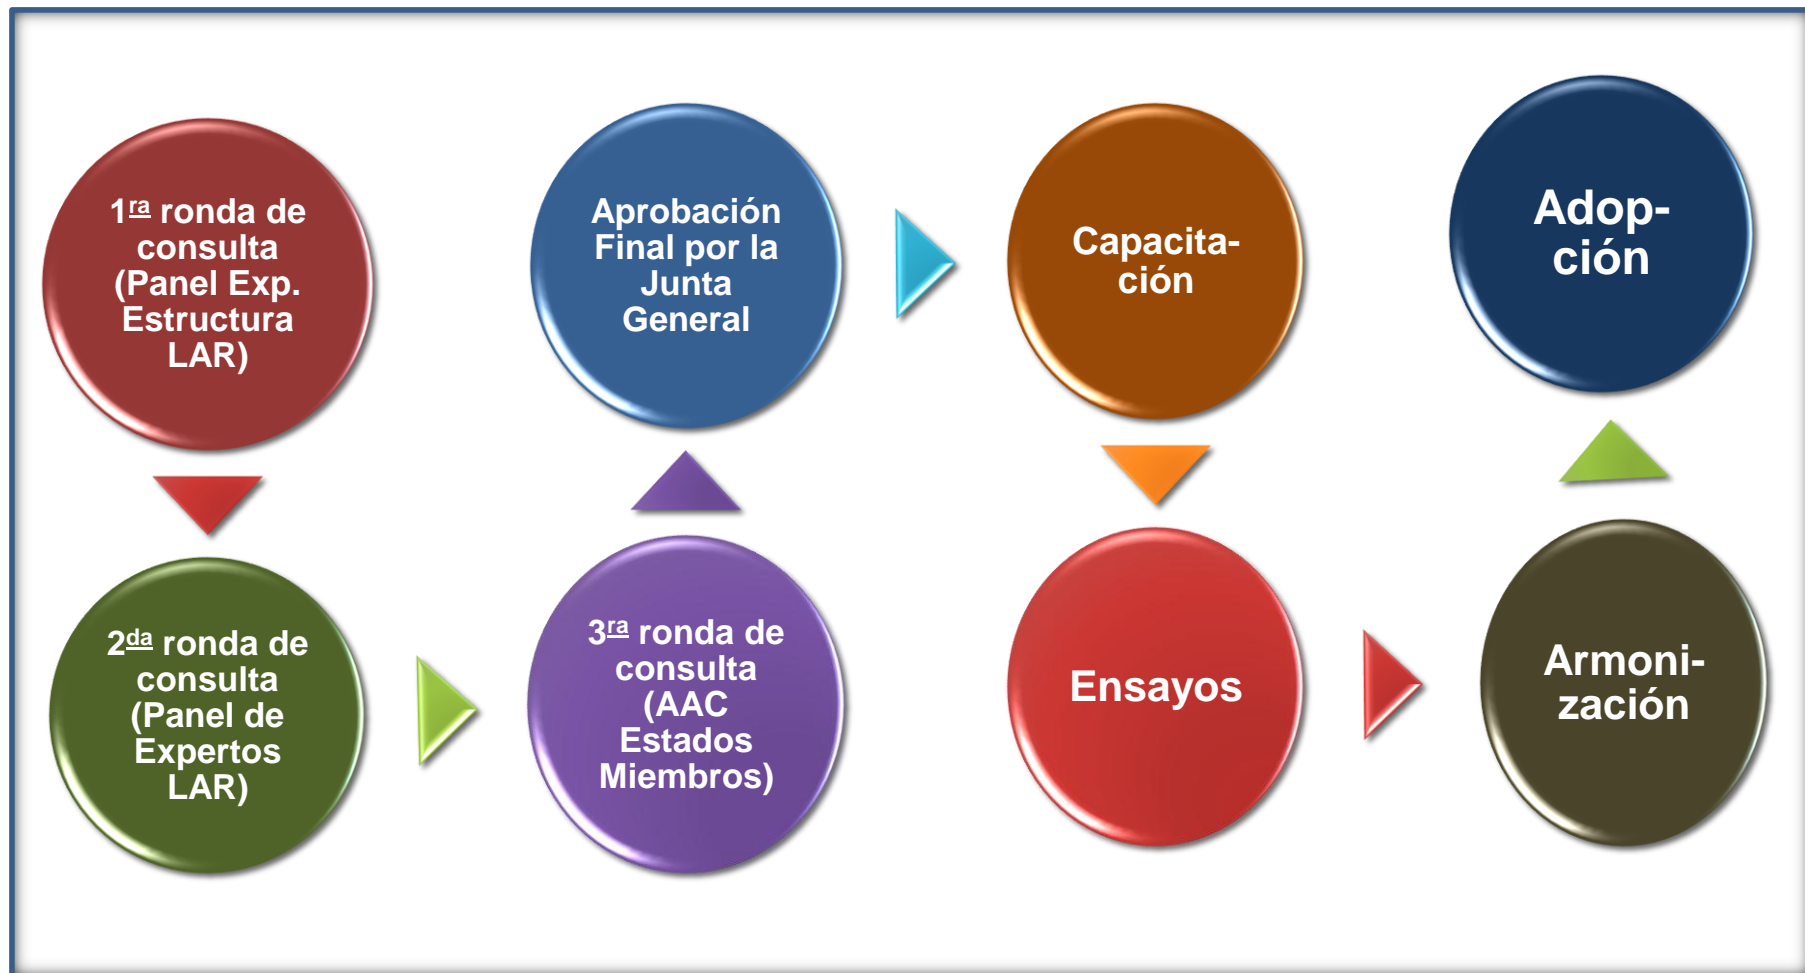 1ra ronda de
consulta
(Panel Exp.
Estructura
LAR)
2da ronda de
consulta
(Panel de
Expertos
LAR)
3ra ronda de
consulta
(AAC
Estados
Miembros)
Aprobación
Final por la
Junta
General
Capacita-
ción
Ensayos
Armoni-
zación
Adop-
ción